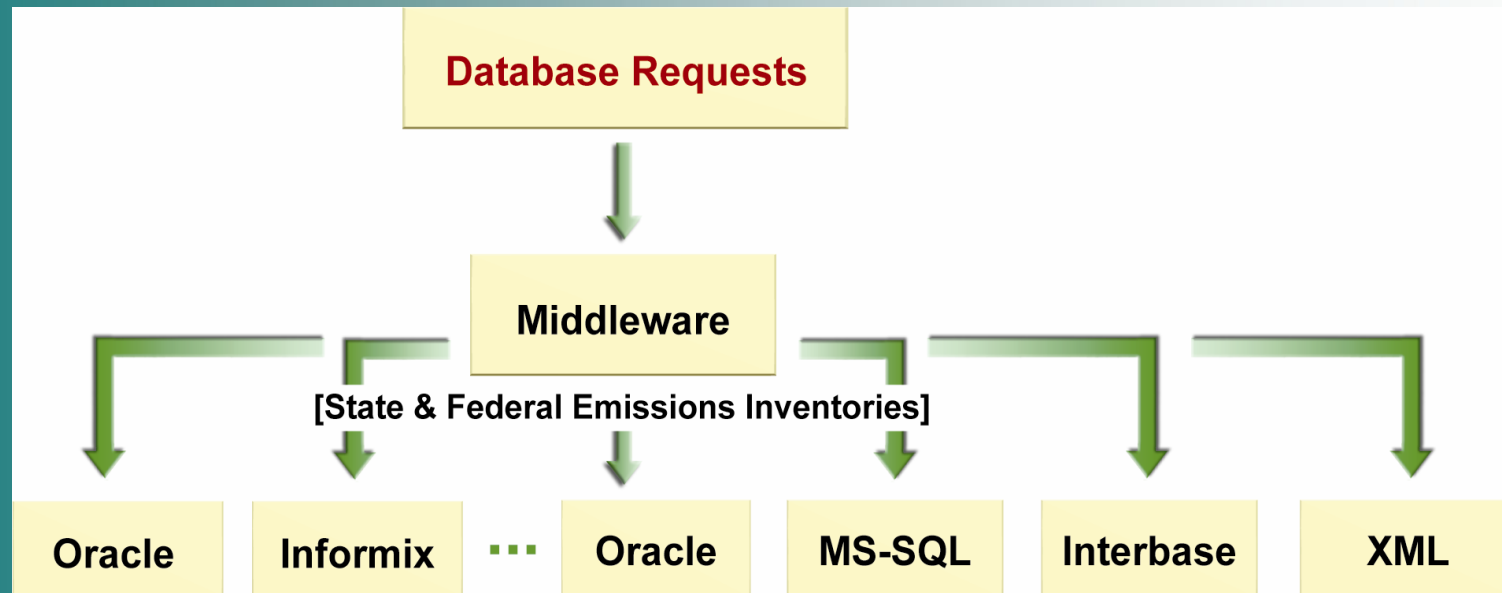 Database Requests
Middleware
[State & Federal Emissions Inventories]
Oracle
Informix
...
Oracle
MS-SQL
Interbase
XML